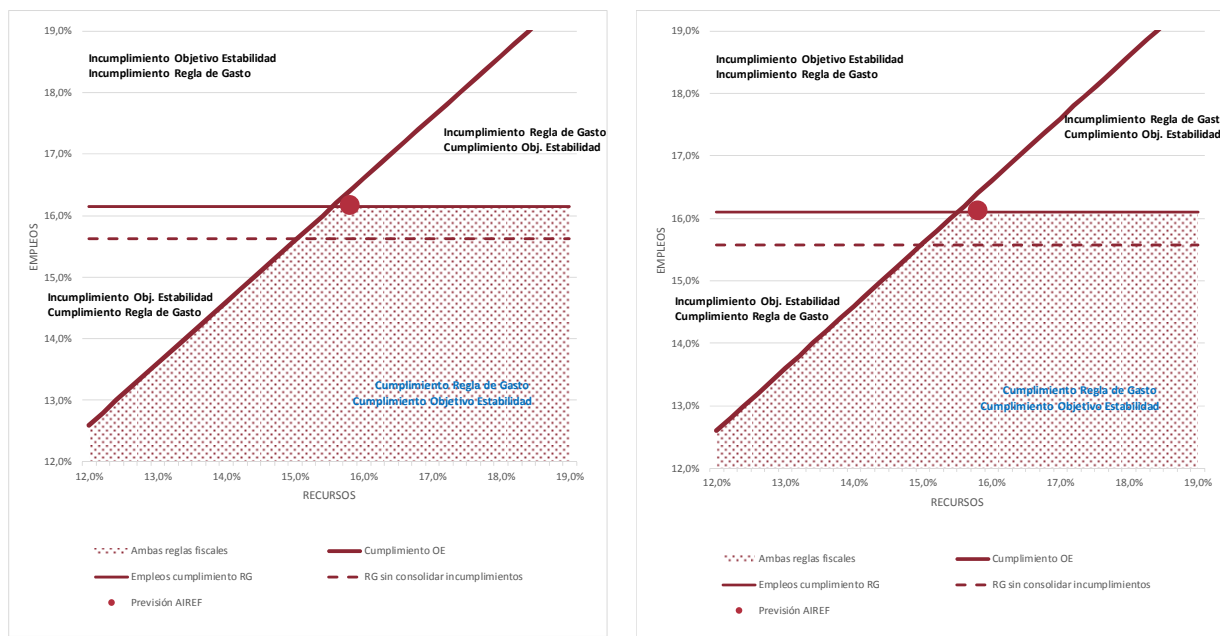 19,0%
18,0%
17,0%
16,0%
15,0%
14,0%
13,0%
12,0%
EMPLEOS
Incumplimiento Objetivo Estabilidad
Incumplimiento Regla de Gasto
Incumplimiento Regla de Gasto
Cumplimiento Obj. Estabilidad
Incumplimiento Obj. Estabilidad
Cumplimiento Regla de Gasto
Cumplimiento Regla de Gasto
Cumplimiento Objetivo Estabilidad
12,0% 13,0% 14,0% 15,0% 16,0% 17,0% 18,0% 19,0%
RECURSOS
Ambas reglas fiscales
Cumplimiento OE
Empleos cumplimiento RG
RG sin consolidar incumplimientos
Previsión AIREF
19,0%
18,0%
17,0%
16,0%
15,0%
14,0%
13,0%
12,0%
EMPLEOS
Incumplimiento Objetivo Estabilidad
Incumplimiento Regla de Gasto
Incumplimiento Regla de Gast
Cumplimiento Obj. Estabilidad
Incumplimiento Obj. Estabilidad
Cumplimiento Regla de Gasto
Cumplimiento Regla de Gasto
Cumplimiento Objetivo Estabilidad
12,0% 13,0% 14,0% 15,0% 16,0% 17,0% 18,0% 19,0%
RECURSOS
Ambas reglas fiscales
Cumplimiento OE
Empleos cumplimiento RG
RG sin consolidar incumplimientos
Previsión AIREF